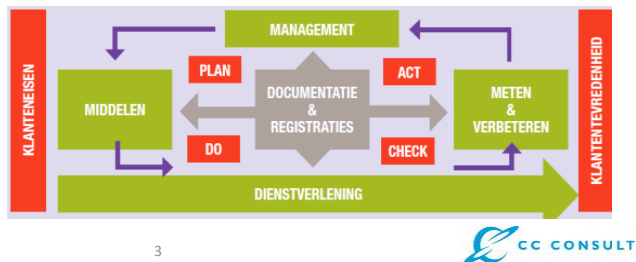 KLANTENEISEN
MANAGEMENT
PLAN
ACT
MIDDELEN
DOCUMENTATIE
&
REGISTRATIES
METEN
&
VERBETEREN
DO
CHECK
DIENSTVERLENING
KLANTENTEVREDENHEID
3
CC CONSULT